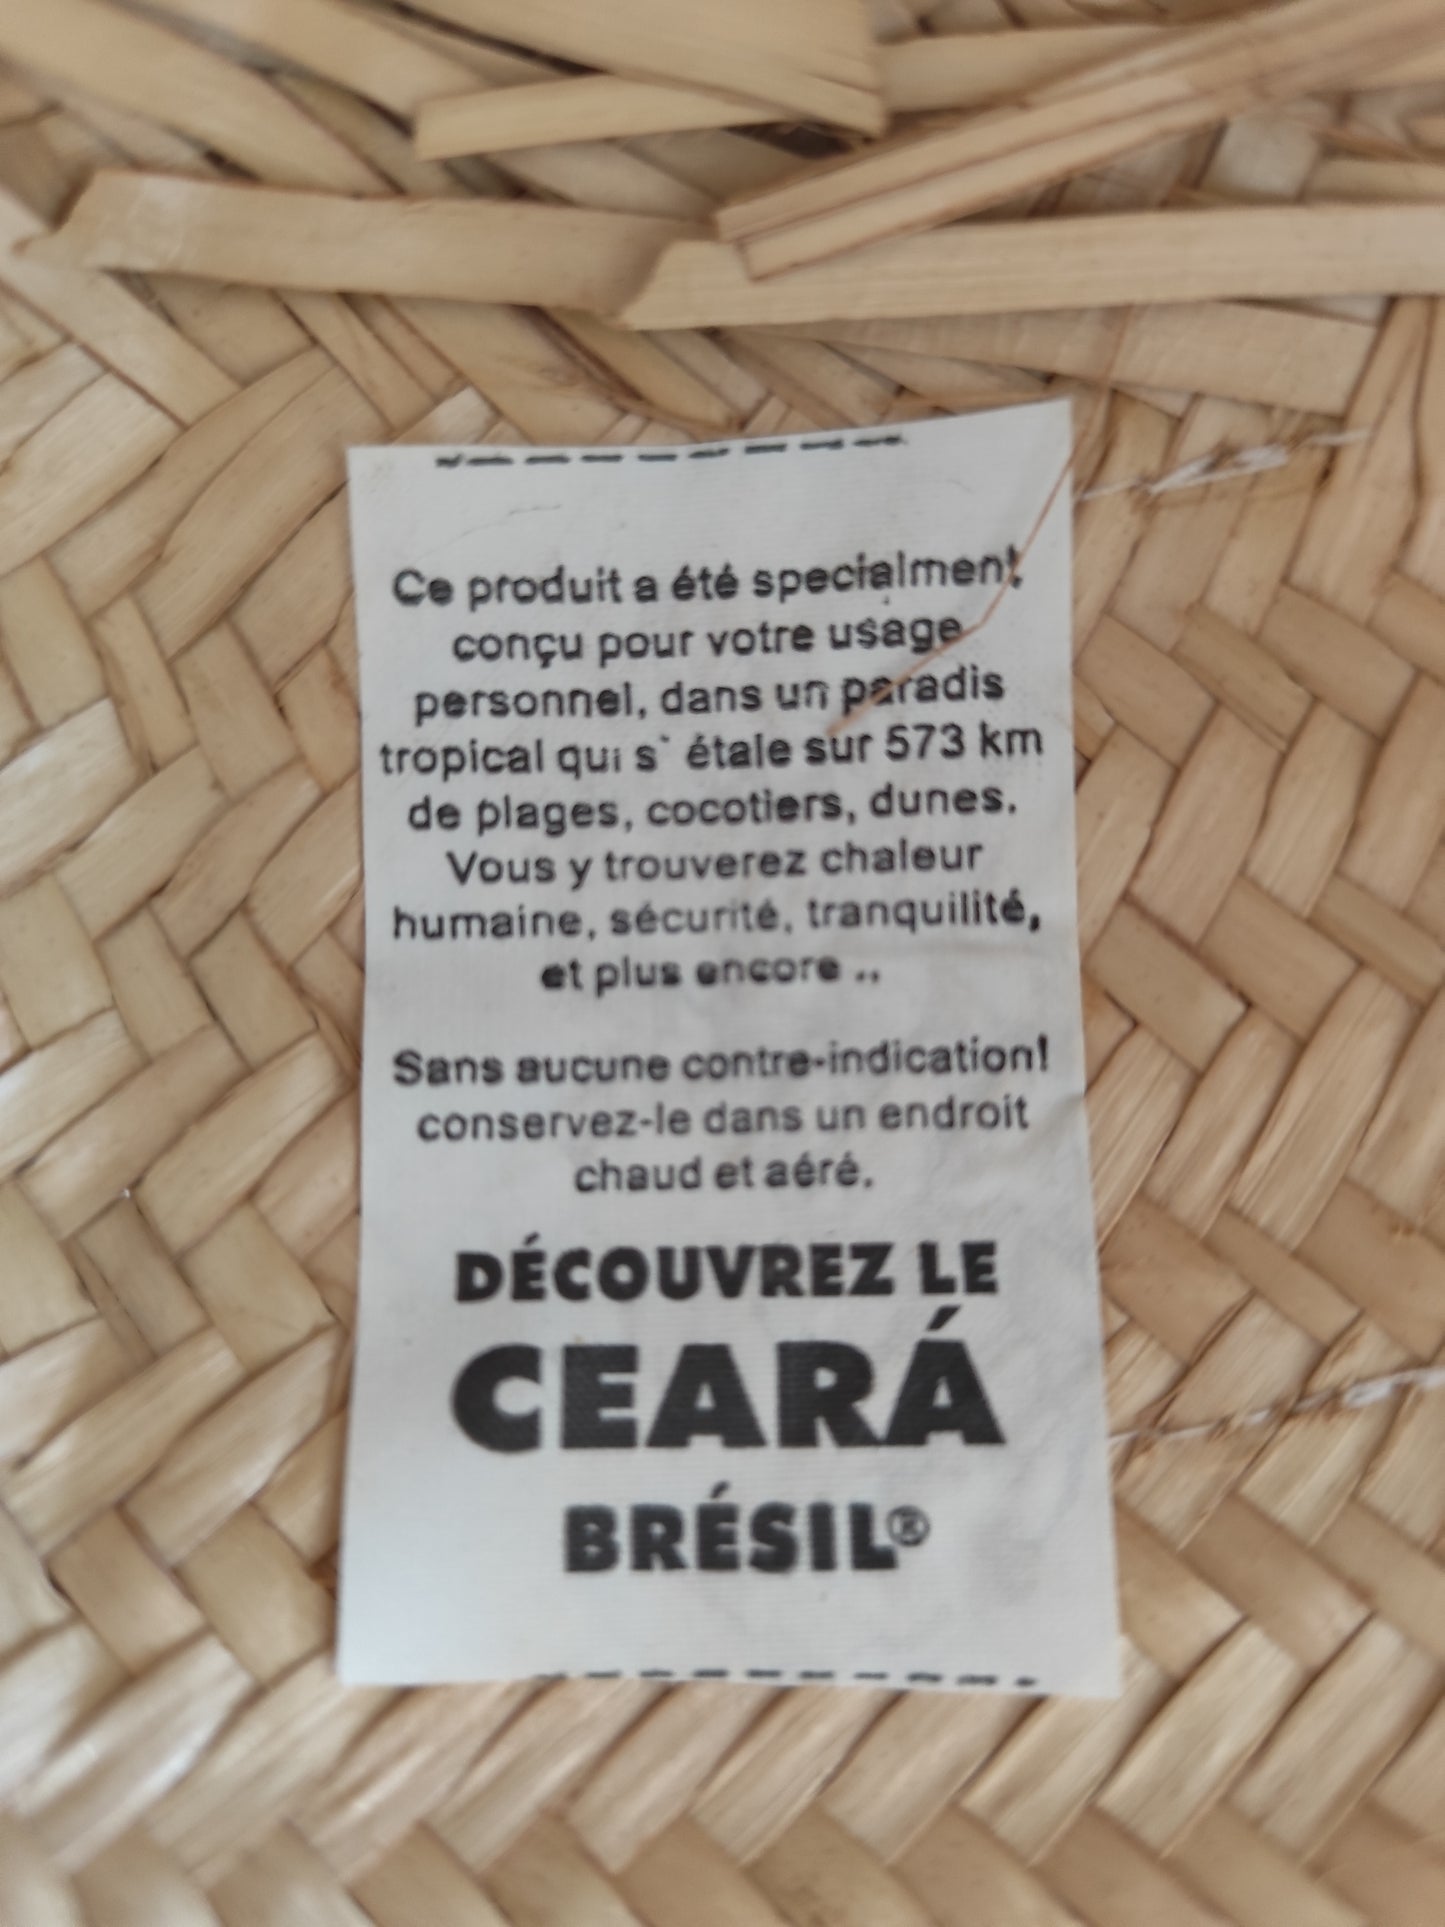 Ce produit a été specialment
conçu pour votre usage
personnel, dans un paradis
tropical qui s` étale sur 573 km
de plages, cocotiers, dunes.
Vous y trouverez chaleur
humaine, sécurité, tranquilité,
et plus encore ..
Sans aucune contre-indication!
conservez-le dans un endroit
chaud et aéré.
DÉCOUVREZ LE
CEARÁ
BRÉSIL®